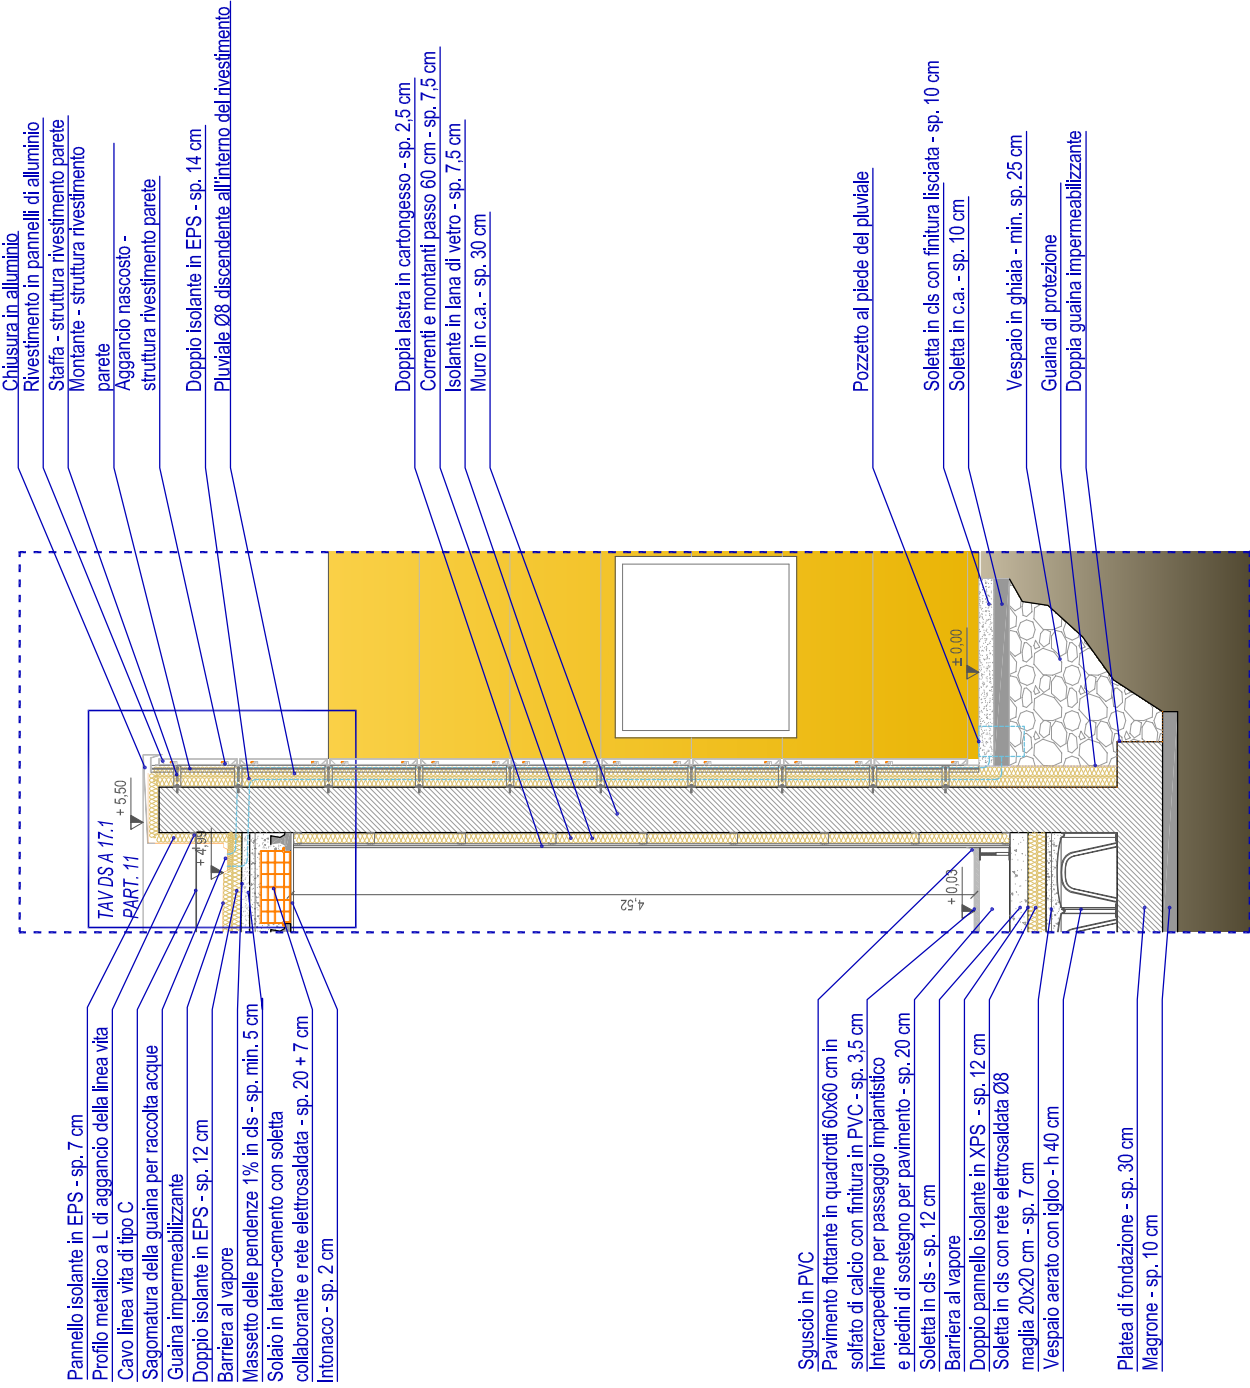 Chiusura in alluminio
Rivestimento in pannelli di alluminio
Staffa - struttura rivestimento parete
Montante - struttura rivestimento
parete
Aggancio nascosto -
struttura rivestimento parete
Doppio isolante in EPS - sp. 14 cm
Pluviale Ø8 discendente all'interno del rivestimento
Doppia lastra in cartongesso - sp. 2,5 cm
Correnti e montanti passo 60 cm - sp. 7,5 cm
Isolante in lana di vetro - sp. 7,5 cm
Muro in c.a. - sp. 30 cm
Pozzetto al piede del pluviale
Soletta in cls con finitura lisciata - sp. 10 cm
Soletta in c.a. - sp. 10 cm
Vespaio in ghiaia - min. sp. 25 cm
Guaina di protezione
Doppia guaina impermeabilizzante
TAV DS A 17.1
PART. 11
+ 5,50
+ 4,99
4,52
± 0,00
+ 0,03
Pannello isolante in EPS - sp. 7 cm
Profilo metallico a L di aggancio della linea vita
Cavo linea vita di tipo C
Sagomatura della guaina per raccolta acque
Guaina impermeabilizzante
Doppio isolante in EPS - sp. 12 cm
Barriera al vapore
Massetto delle pendenze 1% in cls - sp. min. 5 cm
Solaio in latero-cemento con soletta
collaborante e rete elettrosaldata - sp. 20 + 7 cm
Intonaco - sp. 2 cm
Sguscio in PVC
Pavimento flottante in quadrotti 60x60 cm in
solfato di calcio con finitura in PVC - sp. 3,5 cm
Intercapedine per passaggio impiantistico
e piedini di sostegno per pavimento - sp. 20 cm
Soletta in cls - sp. 12 cm
Barriera al vapore
Doppio pannello isolante in XPS - sp. 12 cm
Soletta in cls con rete elettrosaldata Ø8
maglia 20x20 cm - sp. 7 cm
Vespaio aerato con igloo - h 40 cm
Platea di fondazione - sp. 30 cm
Magrone - sp. 10 cm